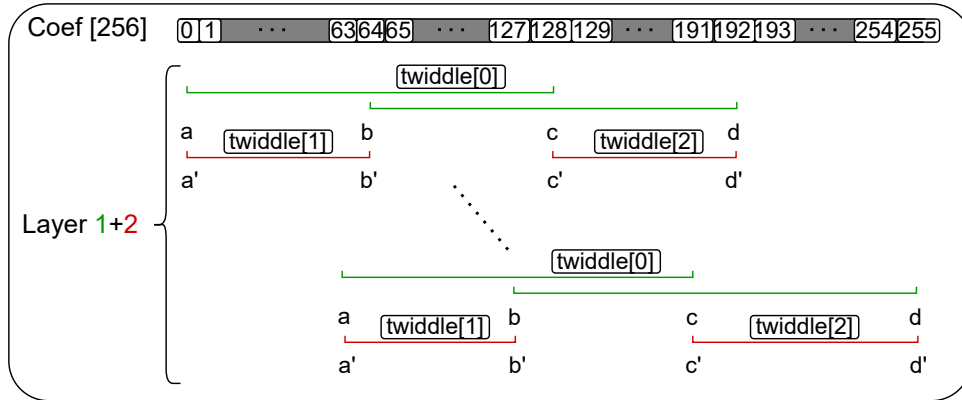 Coef [256] 0 1 ··· 63 64 65 ··· 127 128 129 ··· 191 192 193 ··· 254 255
twiddle[0]
a twiddle[1] b c twiddle[2] d
a' b' c' d'
Layer 1+2
twiddle[0]
a twiddle[1] b c twiddle[2] d
a' b' c' d'